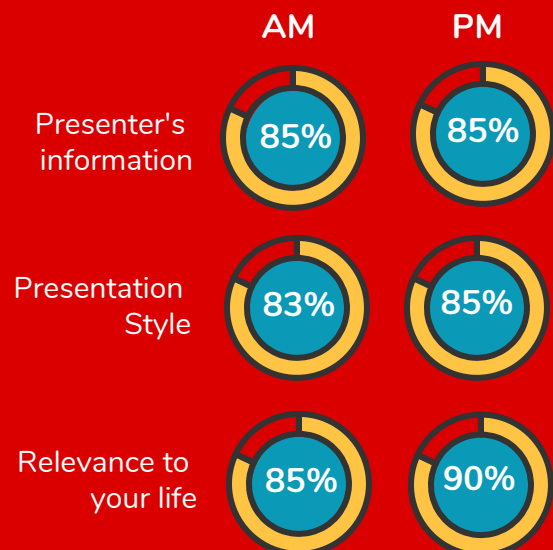 AM PM
Presenter's
information
85% 85%
Presentation
Style
83% 85%
Relevance to
your life
85% 90%